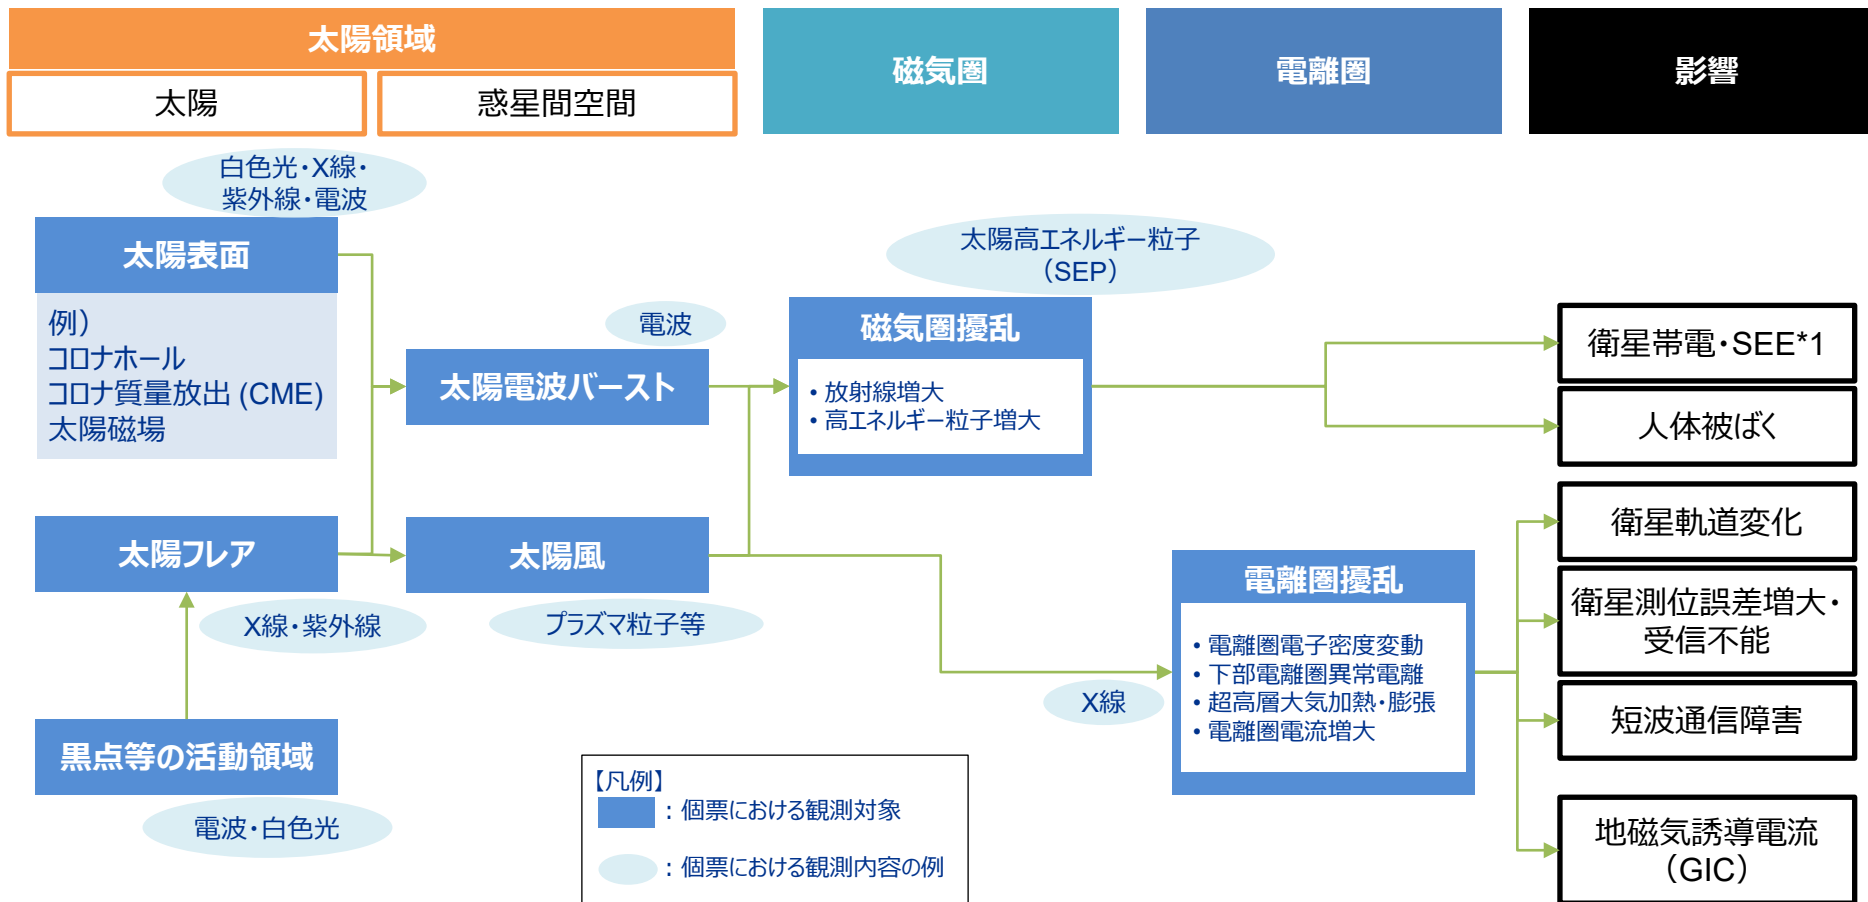 太陽領域
太陽
惑星間空間
磁気圏
電離圏
影響
白色光・X線・
紫外線・電波
太陽表面
例）
コロナホール
コロナ質量放出 (CME)
太陽磁場
太陽フレア
X線・紫外線
黒点等の活動領域
電波・白色光
電波
太陽電波バースト
太陽風
プラズマ粒子等
太陽高エネルギー粒子
（SEP）
磁気圏擾乱
• 放射線増大
• 高エネルギー粒子増大
X線
電離圏擾乱
• 電離圏電子密度変動
• 下部電離圏異常電離
• 超高層大気加熱・膨張
• 電離圏電流増大
衛星帯電・SEE*1
人体被ばく
衛星軌道変化
衛星測位誤差増大・
受信不能
短波通信障害
地磁気誘導電流
（GIC）
【凡例】
：個票における観測対象
：個票における観測内容の例